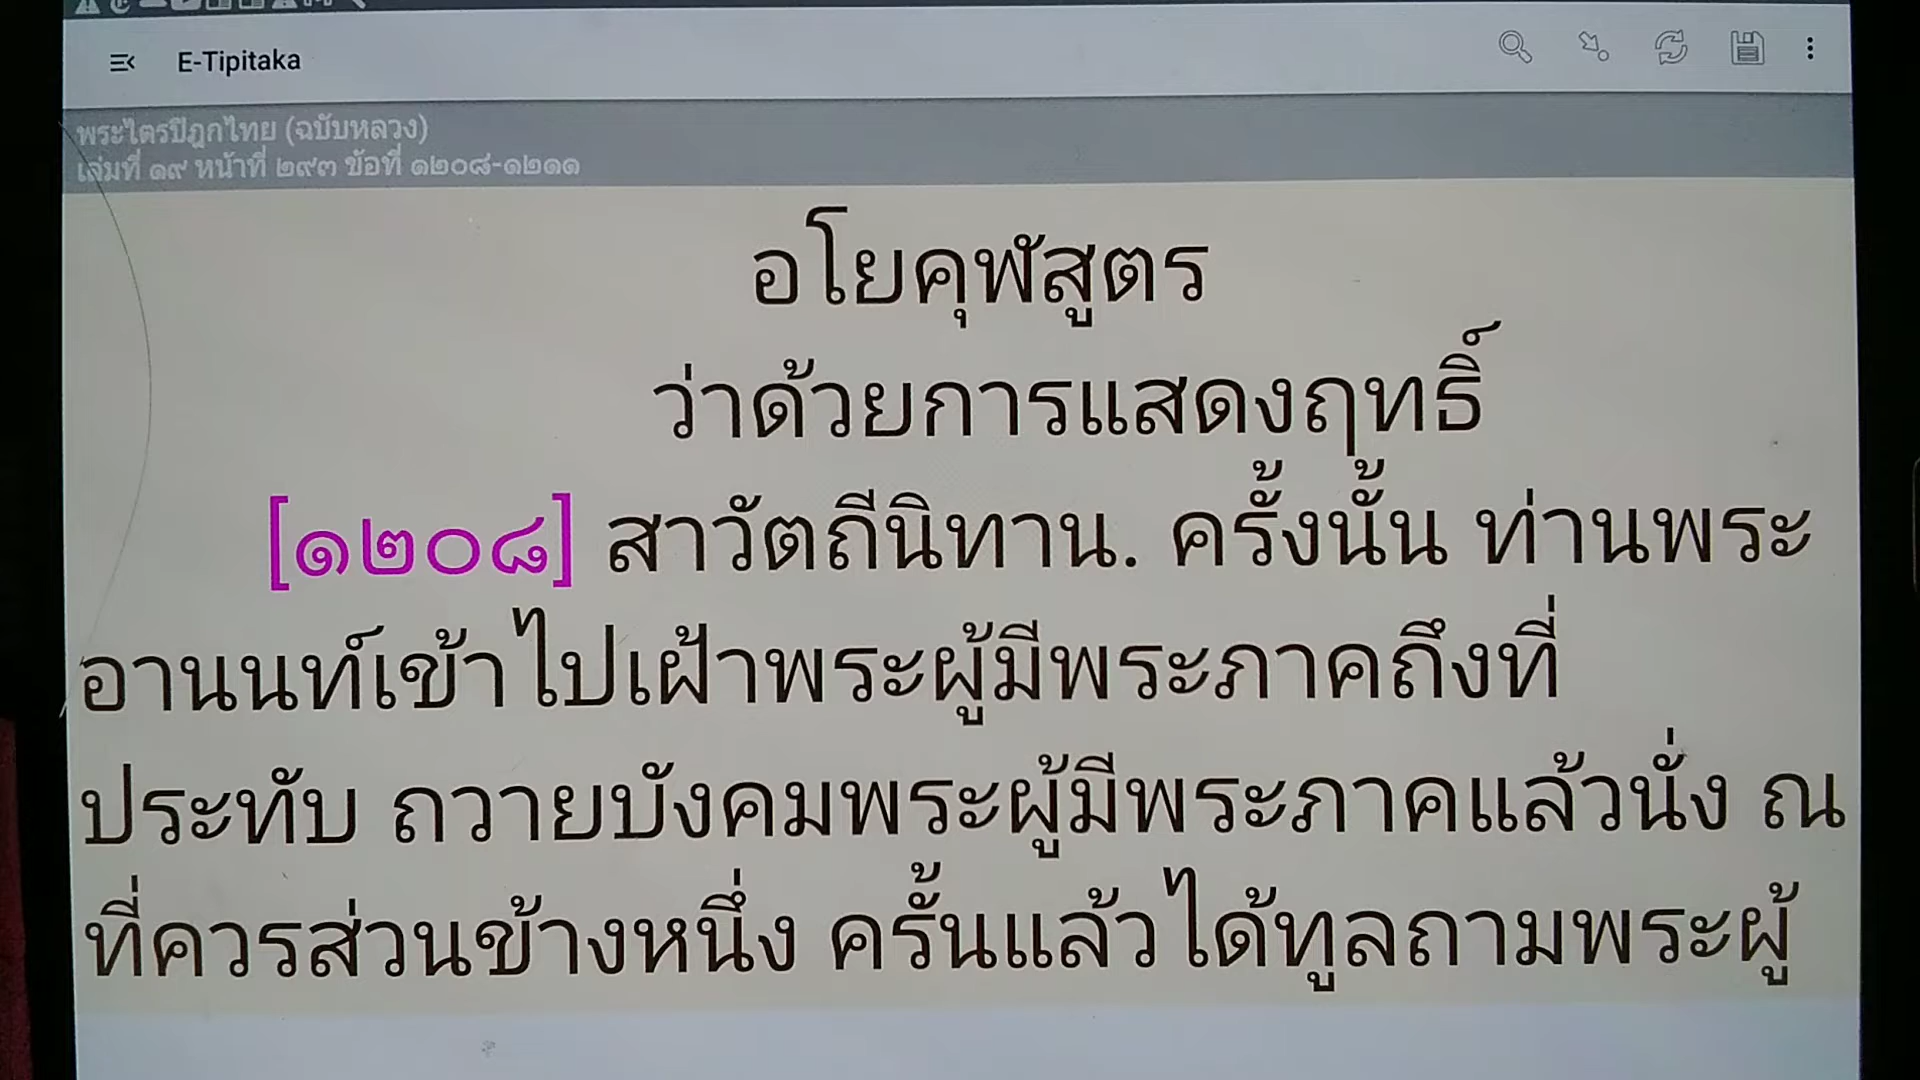 E-Tipitaka
พระไตรปิฎกไทย (ฉบับหลวง)
เล่มที่ ๑๙ หน้าที่ ๒๙๓ ข้อที่ ๑๒๐๘-๑๒๑๑
อโยคุฬสูตร
ว่าด้วยการแสดงฤทธิ์
[๑๒๐๘] สาวัตถีนิทาน. ครั้งนั้น ท่านพระ
อานนท์เข้าไปเฝ้าพระผู้มีพระภาคถึงที่
ประทับ ถวายบังคมพระผู้มีพระภาคแล้วนั่ง ณ
ที่ควรส่วนข้างหนึ่ง ครั้นแล้วได้ทูลถามพระผู้